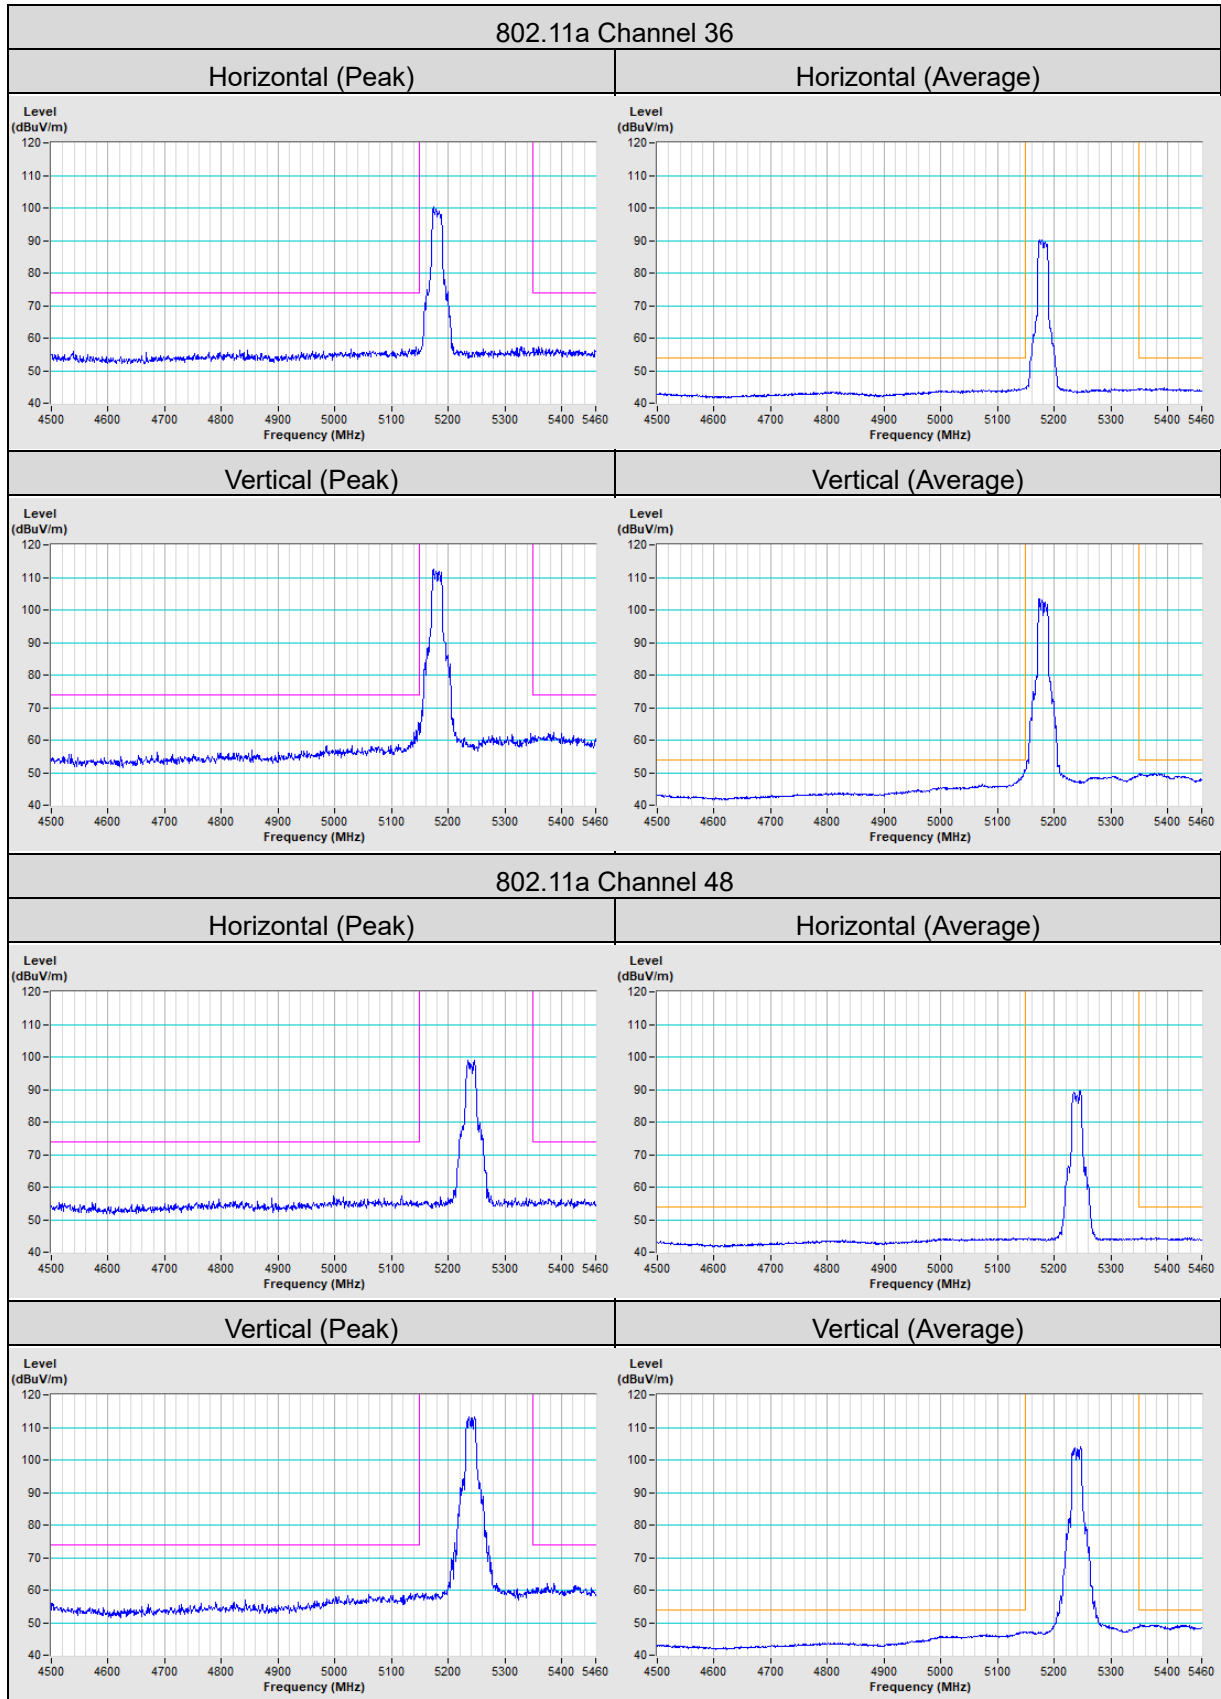 802.11a Channel 36
Horizontal (Peak) Horizontal (Average)
Level Level
(dBuV/m) (dBuV/m)
120 120
110 110
100 100
90 90
80 80
70 70
60 60
50 50
40 40
4500 4600 4700 4800 4900 5000 5100 5200 5300 5400 5460 4500 4600 4700 4800 4900 5000 5100 5200 5300 5400 5460
Frequency (MHz) Frequency (MHz)
Vertical (Peak) Vertical (Average)
Level Level
(dBuV/m) (dBuV/m)
120 120
110 110
100 100
90 90
80 80
70 70
60 60
50 50
40 40
4500 4600 4700 4800 4900 5000 5100 5200 5300 5400 5460 4500 4600 4700 4800 4900 5000 5100 5200 5300 5400 5460
Frequency (MHz) Frequency (MHz)
802.11a Channel 48
Horizontal (Peak) Horizontal (Average)
Level Level
(dBuV/m) (dBuV/m)
120 120
110 110
100 100
90 90
80 80
70 70
60 60
50 50
40 40
4500 4600 4700 4800 4900 5000 5100 5200 5300 5400 5460 4500 4600 4700 4800 4900 5000 5100 5200 5300 5400 5460
Frequency (MHz) Frequency (MHz)
Vertical (Peak) Vertical (Average)
Level Level
(dBuV/m) (dBuV/m)
120 120
110 110
100 100
90 90
80 80
70 70
60 60
50 50
40 40
4500 4600 4700 4800 4900 5000 5100 5200 5300 5400 5460 4500 4600 4700 4800 4900 5000 5100 5200 5300 5400 5460
Frequency (MHz) Frequency (MHz)